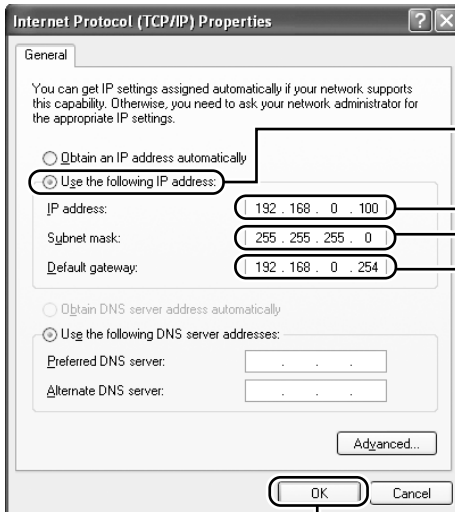 Internet Protocol (TCP/IP) Properties
General
You can get IP settings assigned automatically if your network supports
this capability. Otherwise, you need to ask your network administrator for
the appropriate IP settings.
Obtain an IP address automatically
Use the following IP address:
IP address: 192 . 168 . 0 . 100
Subnet mask: 255 . 255 . 255 . 0
Default gateway: 192 . 168 . 0 . 254
Obtain DNS server address automatically
Use the following DNS server addresses:
Preferred DNS server: . . .
Alternate DNS server: . . .
Advanced...
OK Cancel